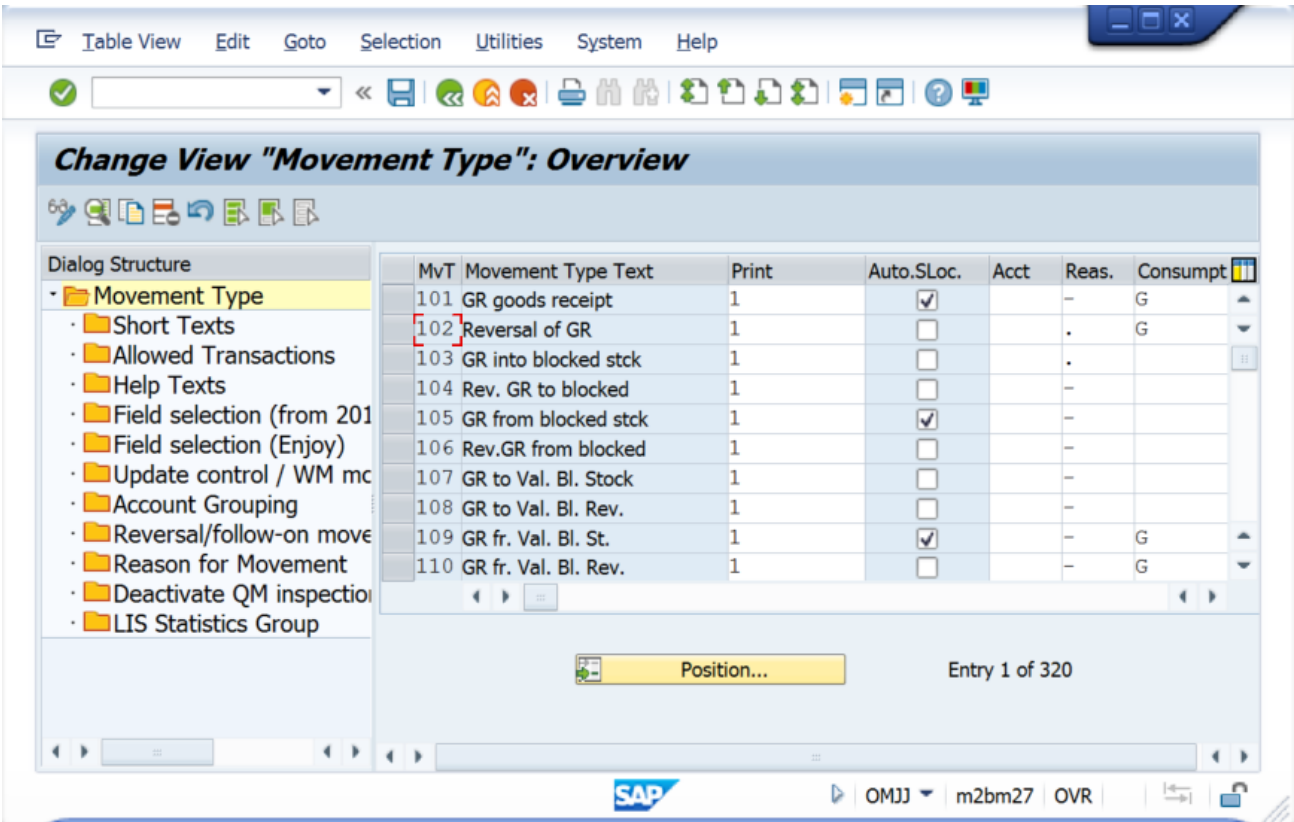 Table View Edit Goto Selection Utilities System Help
Change View "Movement Type": Overview
Dialog Structure
Movement Type
Short Texts
Allowed Transactions
Help Texts
Field selection (from 201
Field selection (Enjoy)
Update control / WM mc
Account Grouping
Reversal/follow-on move
Reason for Movement
Deactivate QM inspection
LIS Statistics Group
MvT Movement Type Text Print Auto.SLoc. Acct Reas. Consumpt
101 GR goods receipt 1 - G
102 Reversal of GR 1 . G
103 GR into blocked stck 1 .
104 Rev. GR to blocked 1 -
105 GR from blocked stck 1 -
106 Rev.GR from blocked 1 -
107 GR to Val. Bl. Stock 1 -
108 GR to Val. Bl. Rev. 1 -
109 GR fr. Val. Bl. St. 1 - G
110 GR fr. Val. Bl. Rev. 1 - G
Position... Entry 1 of 320
SAP OMJJ m2bm27 OVR